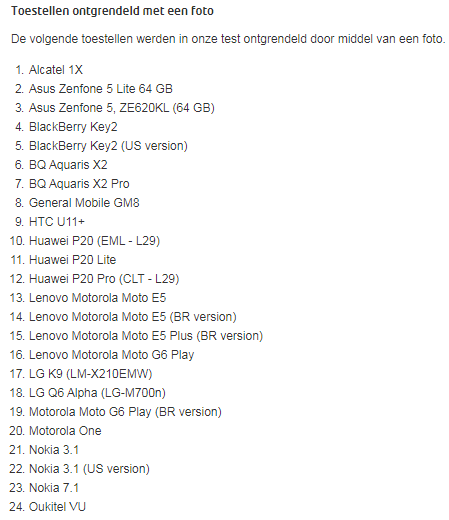 Toestellen ontgrendeld met een foto
De volgende toestellen werden in onze test ontgrendeld door middel van een foto.
1. Alcatel 1X
2. Asus Zenfone 5 Lite 64 GB
3. Asus Zenfone 5, ZE620KL (64 GB)
4. BlackBerry Key2
5. BlackBerry Key2 (US version)
6. BQ Aquaris X2
7. BQ Aquaris X2 Pro
8. General Mobile GM8
9. HTC U11+
10. Huawei P20 (EML - L29)
11. Huawei P20 Lite
12. Huawei P20 Pro (CLT - L29)
13. Lenovo Motorola Moto E5
14. Lenovo Motorola Moto E5 (BR version)
15. Lenovo Motorola Moto E5 Plus (BR version)
16. Lenovo Motorola Moto G6 Play
17. LG K9 (LM-X210EMW)
18. LG Q6 Alpha (LG-M700n)
19. Motorola Moto G6 Play (BR version)
20. Motorola One
21. Nokia 3.1
22. Nokia 3.1 (US version)
23. Nokia 7.1
24. Oukitel VU